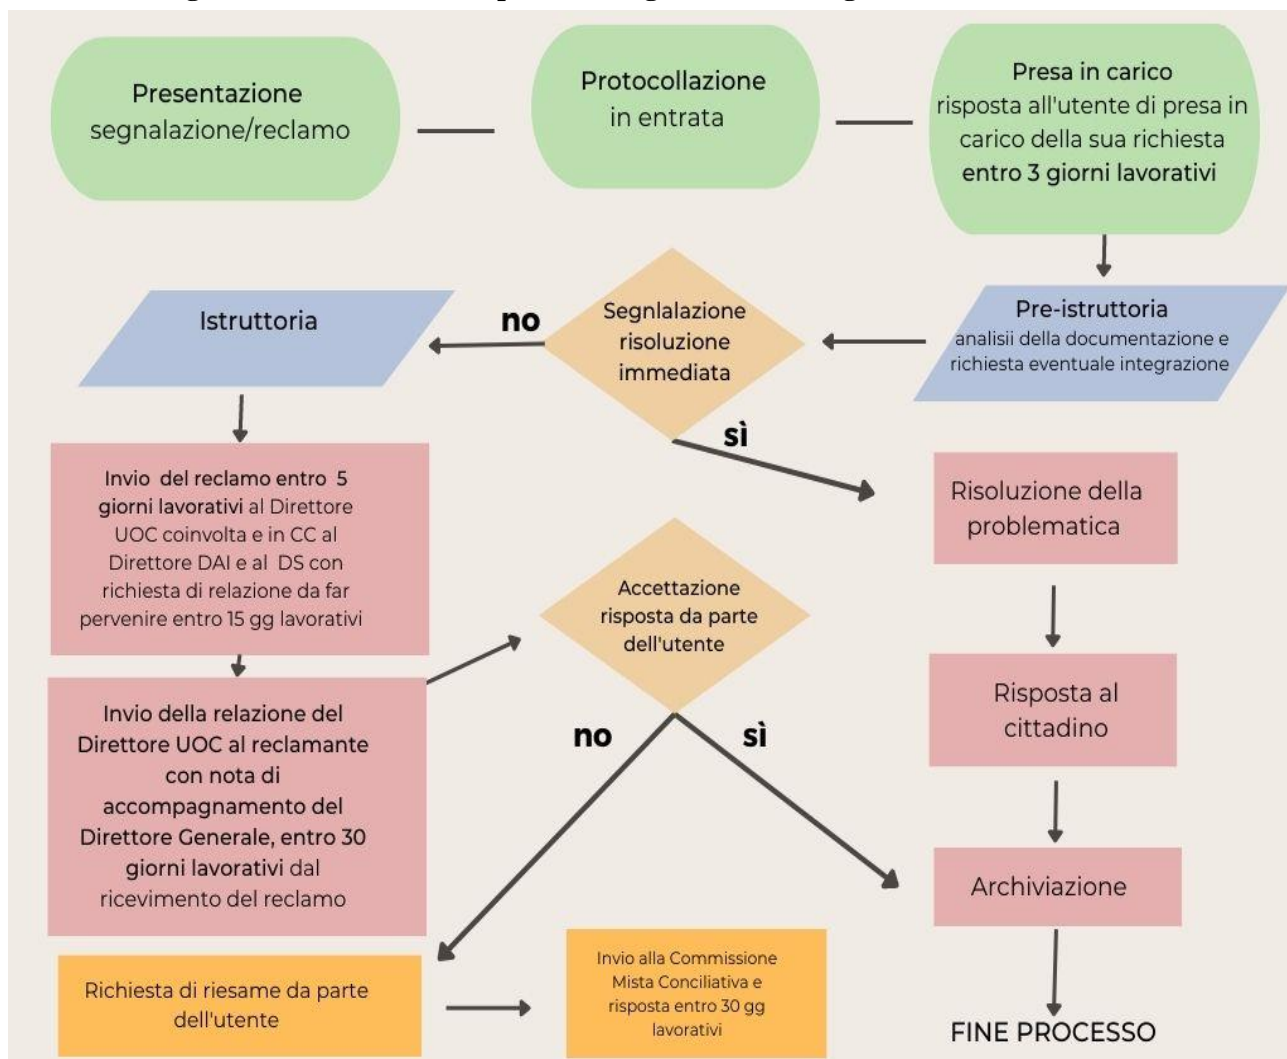 Presentazione
segnalazione/reclamo
Protocollazione
in entrata
Presa in carico
risposta all'utente di presa in
carico della sua richiesta
entro 3 giorni lavorativi
Istruttoria
no
Segnlalazione
risoluzione
immediata
sì
Pre-istruttoria
analisii della documentazione e
richiesta eventuale integrazione
Invio del reclamo entro 5
giorni lavorativi al Direttore
UOC coinvolta e in CC al
Direttore DAI e al DS con
richiesta di relazione da far
pervenire entro 15 gg lavorativi
Risoluzione della
problematica
Accettazione
risposta da parte
dell'utente
no
sì
Invio della relazione del
Direttore UOC al reclamante
con nota di
accompagnamento del
Direttore Generale, entro 30
giorni lavorativi dal
ricevimento del reclamo
Risposta al
cittadino
Archiviazione
Richiesta di riesame da parte
dell'utente
Invio alla Commissione
Mista Conciliativa e
risposta entro 30 gg
lavorativi
FINE PROCESSO